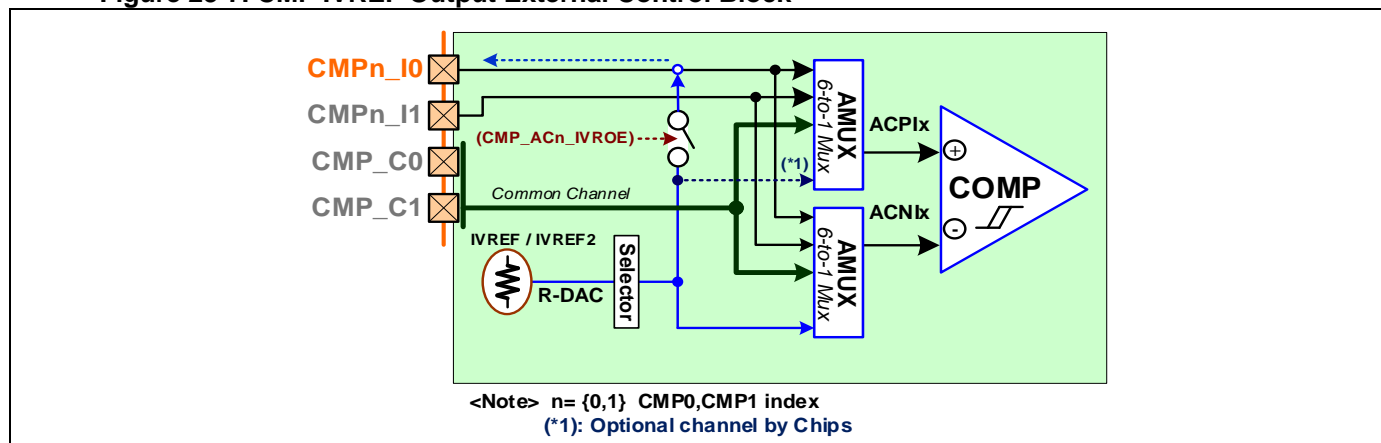 CMPn_I0
CMPn_I1
CMP_C0
CMP_C1
(CMP_ACn_IVROE)
(*1)
Common Channel
IVREF / IVREF2
R-DAC
Selector
AMUX
6-to-1 Mux
ACPIx
AMUX
6-to-1 Mux
ACNIx
+
COMP
-
<Note> n= {0,1} CMP0,CMP1 index
(*1): Optional channel by Chips